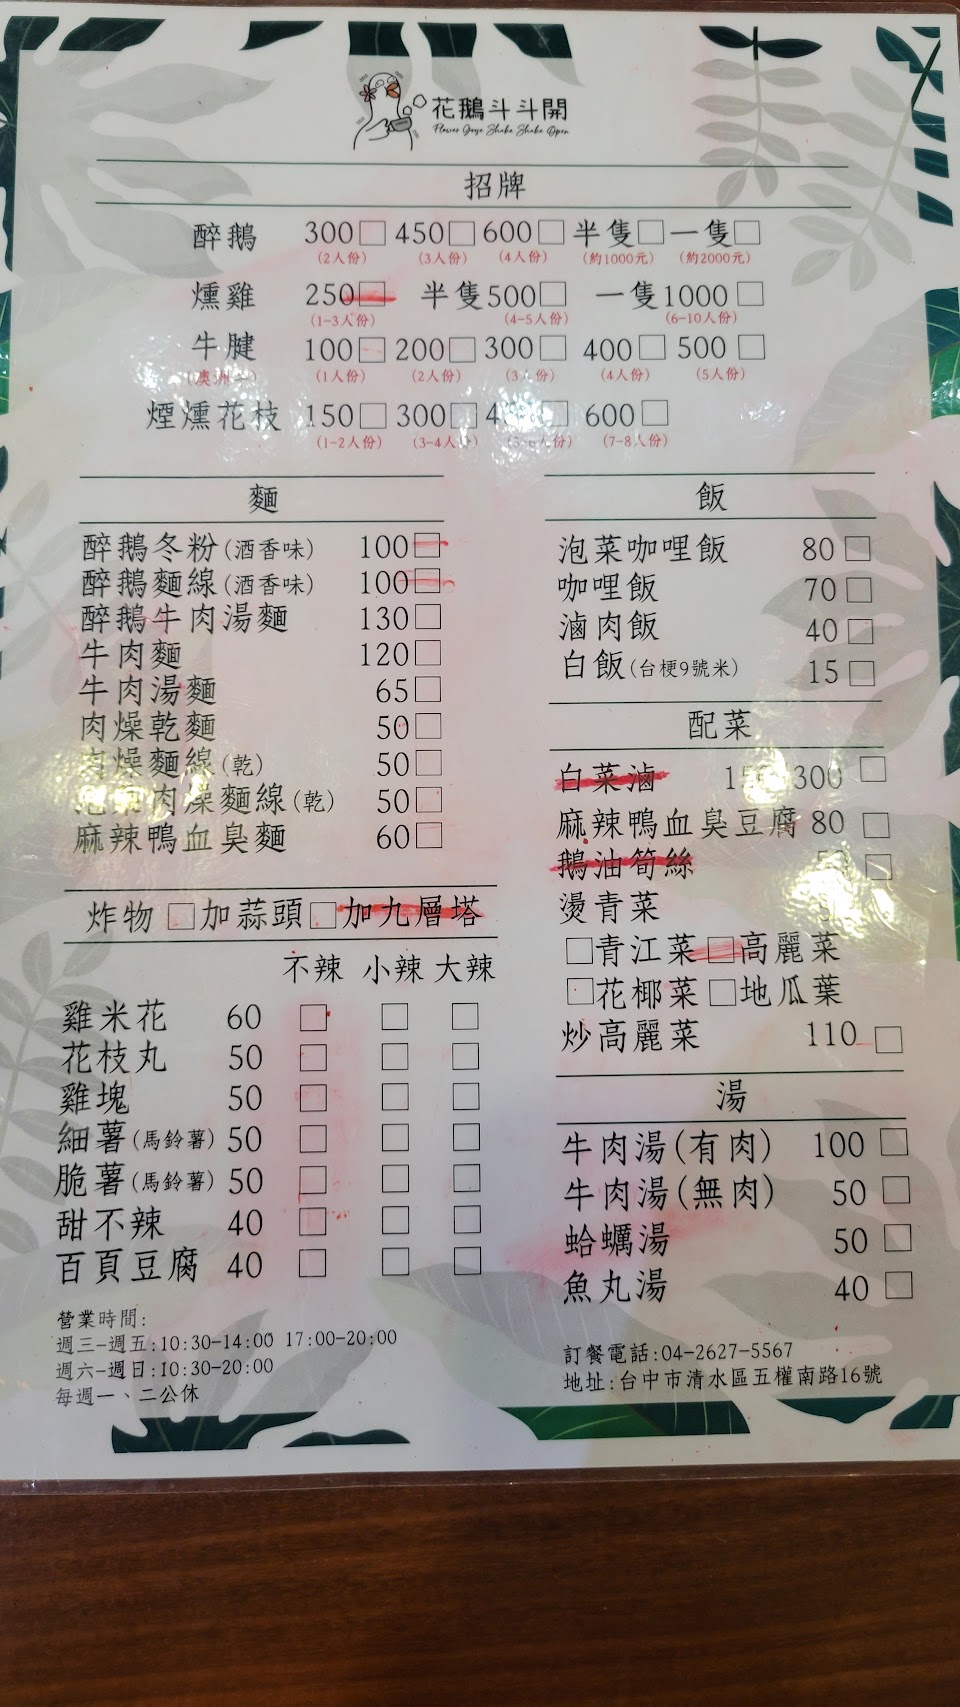 花鵝斗斗開
Flower Goose Shake Shake Open
招牌
醉鵝 300□ 450□ 600□ 半隻□ 一隻□
(2人份) (3人份) (4人份) (約1000元) (約2000元)
燻雞 250□ 半隻500□ 一隻1000□
(1-3人份) (4-5人份) (6-10人份)
牛腱 100□ 200□ 300□ 400□ 500□
(澳洲) (1人份) (2人份) (3人份) (4人份) (5人份)
煙燻花枝 150□ 300□ □ 600□
(1-2人份) (3-4人份) (7-8人份)
麵
醉鵝冬粉(酒香味) 100□
醉鵝麵線(酒香味) 100□
醉鵝牛肉湯麵 130□
牛肉麵 120□
牛肉湯麵 65□
肉燥乾麵 50□
肉燥麵線(乾) 50□
肉燥麵線(乾) 50□
麻辣鴨血臭麵 60□
炸物 □加蒜頭 □加九層塔
不辣 小辣 大辣
雞米花 60 □ □ □
花枝丸 50 □ □ □
雞塊 50 □ □ □
細薯(馬鈴薯) 50 □ □ □
脆薯(馬鈴薯) 50 □ □ □
甜不辣 40 □ □ □
百頁豆腐 40 □ □ □
營業時間:
週三-週五:10:30-14:00 17:00-20:00
週六-週日:10:30-20:00
每週一、二公休
飯
泡菜咖哩飯 80□
咖哩飯 70□
滷肉飯 40□
白飯(台梗9號米) 15□
配菜
白菜滷 300 □
麻辣鴨血臭豆腐 80 □
鵝油筍絲 □
燙青菜
□青江菜 □高麗菜
□花椰菜 □地瓜葉
炒高麗菜 110 □
湯
牛肉湯(有肉) 100 □
牛肉湯(無肉) 50 □
蛤蠣湯 50 □
魚丸湯 40 □
訂餐電話:04-2627-5567
地址:台中市清水區五權南路16號